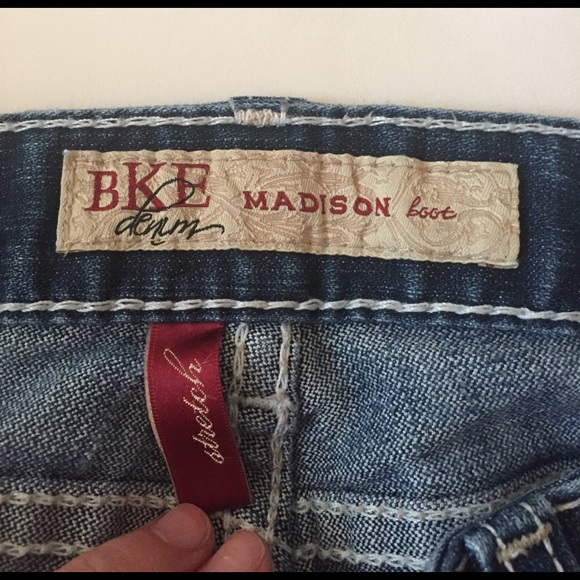 BKE MADISON boot
denim
stretch